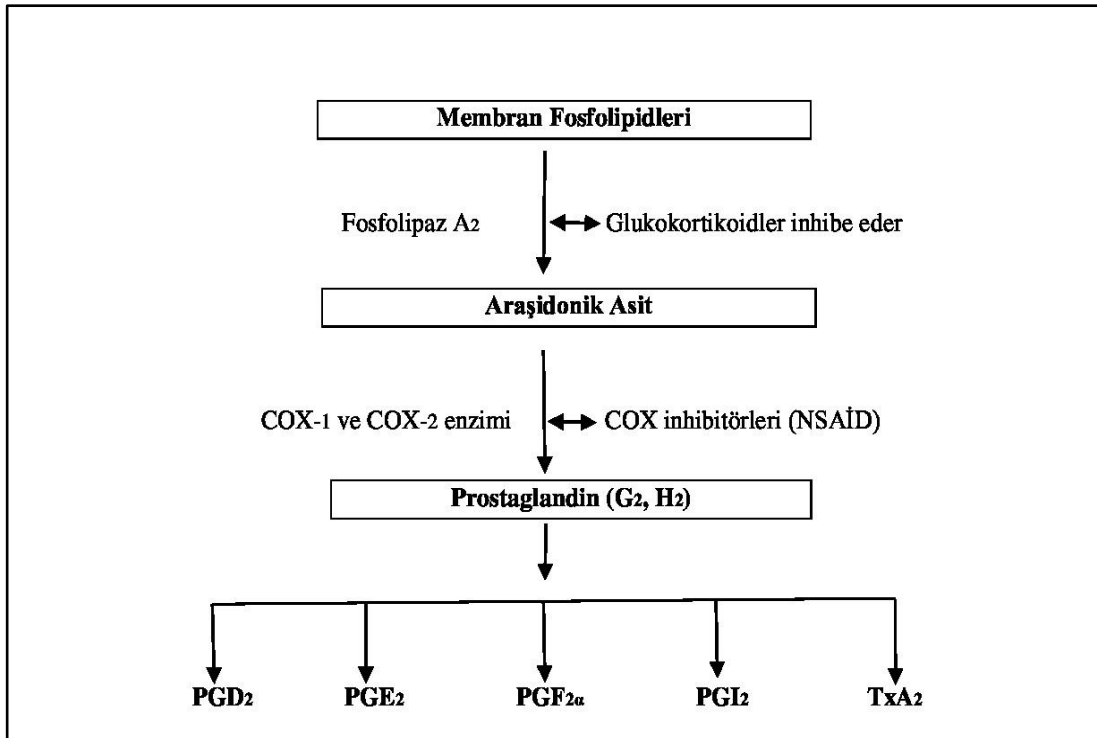 Membran Fosfolipidleri
Fosfolipaz A2 Glukokortikoidler inhibe eder
Araşidonik Asit
COX-1 ve COX-2 enzimi COX inhibitörleri (NSAİD)
Prostaglandin (G2, H2)
PGD2 PGE2 PGF2α PGI2 TxA2